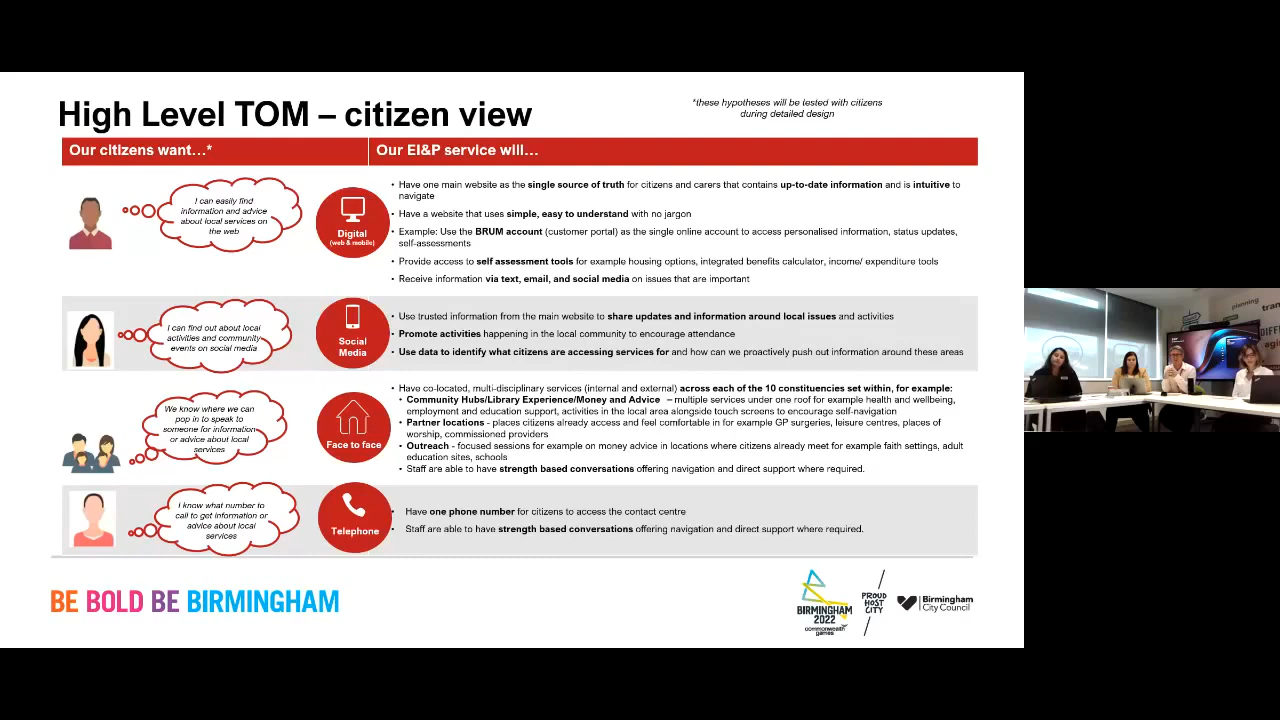 High Level TOM – citizen view
*these hypotheses will be tested with citizens
during detailed design
Our citizens want…*
Our EI&P service will…
I can easily find
information and advice
about local services on
the web
Digital
(web & mobile)
• Have one main website as the single source of truth for citizens and carers that contains up-to-date information and is intuitive to
navigate
• Have a website that uses simple, easy to understand with no jargon
• Example: Use the BRUM account (customer portal) as the single online account to access personalised information, status updates,
self-assessments
• Provide access to self assessment tools for example housing options, integrated benefits calculator, income/ expenditure tools
• Receive information via text, email, and social media on issues that are important
I can find out about local
activities and community
events on social media
Social
Media
• Use trusted information from the main website to share updates and information around local issues and activities
• Promote activities happening in the local community to encourage attendance
• Use data to identify what citizens are accessing services for and how can we proactively push out information around these areas
We know where we can
pop in to speak to
someone for information
or advice about local
services
Face to face
• Have co-located, multi-disciplinary services (internal and external) across each of the 10 constituencies set within, for example:
• Community Hubs/Library Experience/Money and Advice – multiple services under one roof for example health and wellbeing,
employment and education support, activities in the local area alongside touch screens to encourage self-navigation
• Partner locations - places citizens already access and feel comfortable in for example GP surgeries, leisure centres, places of
worship, commissioned providers
• Outreach - focused sessions for example on money advice in locations where citizens already meet for example faith settings, adult
education sites, schools
• Staff are able to have strength based conversations offering navigation and direct support where required.
I know what number to
call to get information or
advice about local
services
Telephone
• Have one phone number for citizens to access the contact centre
• Staff are able to have strength based conversations offering navigation and direct support where required.
BE BOLD BE BIRMINGHAM
BIRMINGHAM
2022
commonwealth
games
PROUD
HOST
CITY
Birmingham
City Council
planning